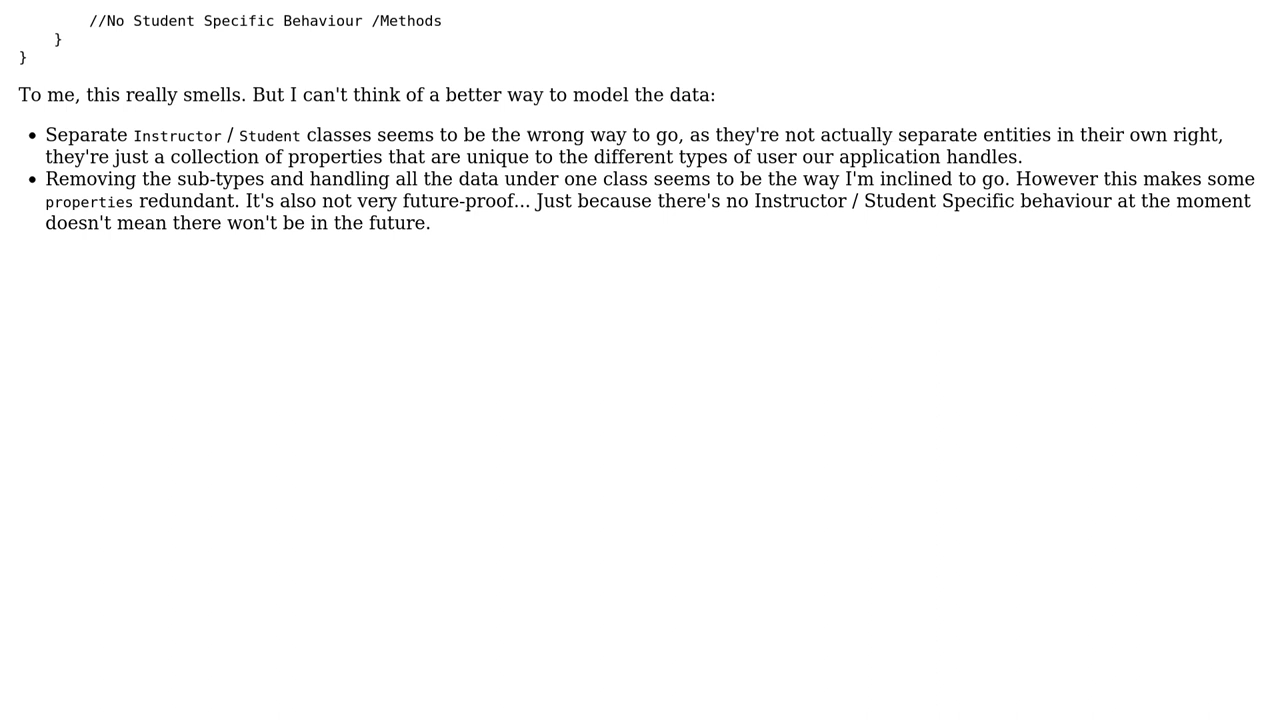 //No Student Specific Behaviour /Methods
}
}
To me, this really smells. But I can't think of a better way to model the data:
• Separate Instructor / Student classes seems to be the wrong way to go, as they're not actually separate entities in their own right,
they're just a collection of properties that are unique to the different types of user our application handles.
• Removing the sub-types and handling all the data under one class seems to be the way I'm inclined to go. However this makes some
properties redundant. It's also not very future-proof... Just because there's no Instructor / Student Specific behaviour at the moment
doesn't mean there won't be in the future.